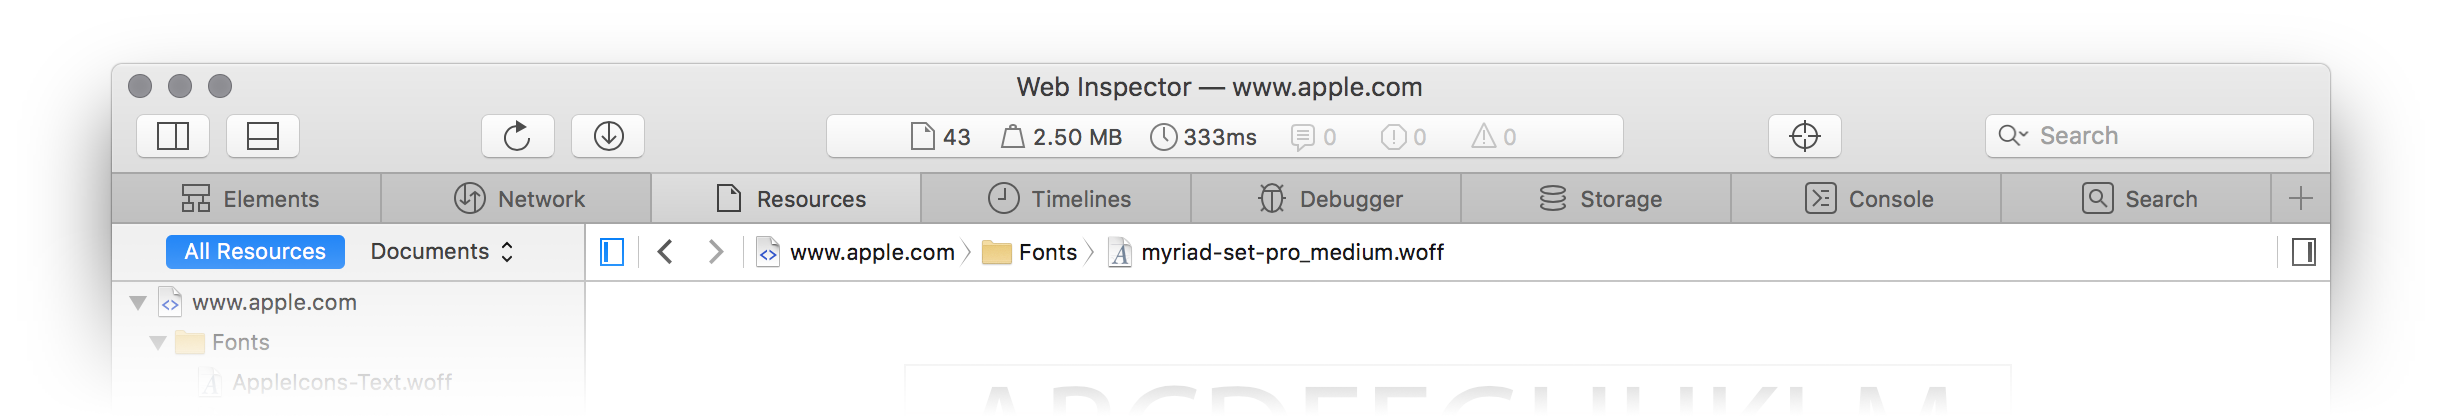 Web Inspector — www.apple.com
43 2.50 MB 333ms 0 0 0 Search
Elements Network Resources Timelines Debugger Storage Console Search
All Resources Documents www.apple.com Fonts myriad-set-pro_medium.woff
www.apple.com
Fonts
AppleIcons-Text.woff